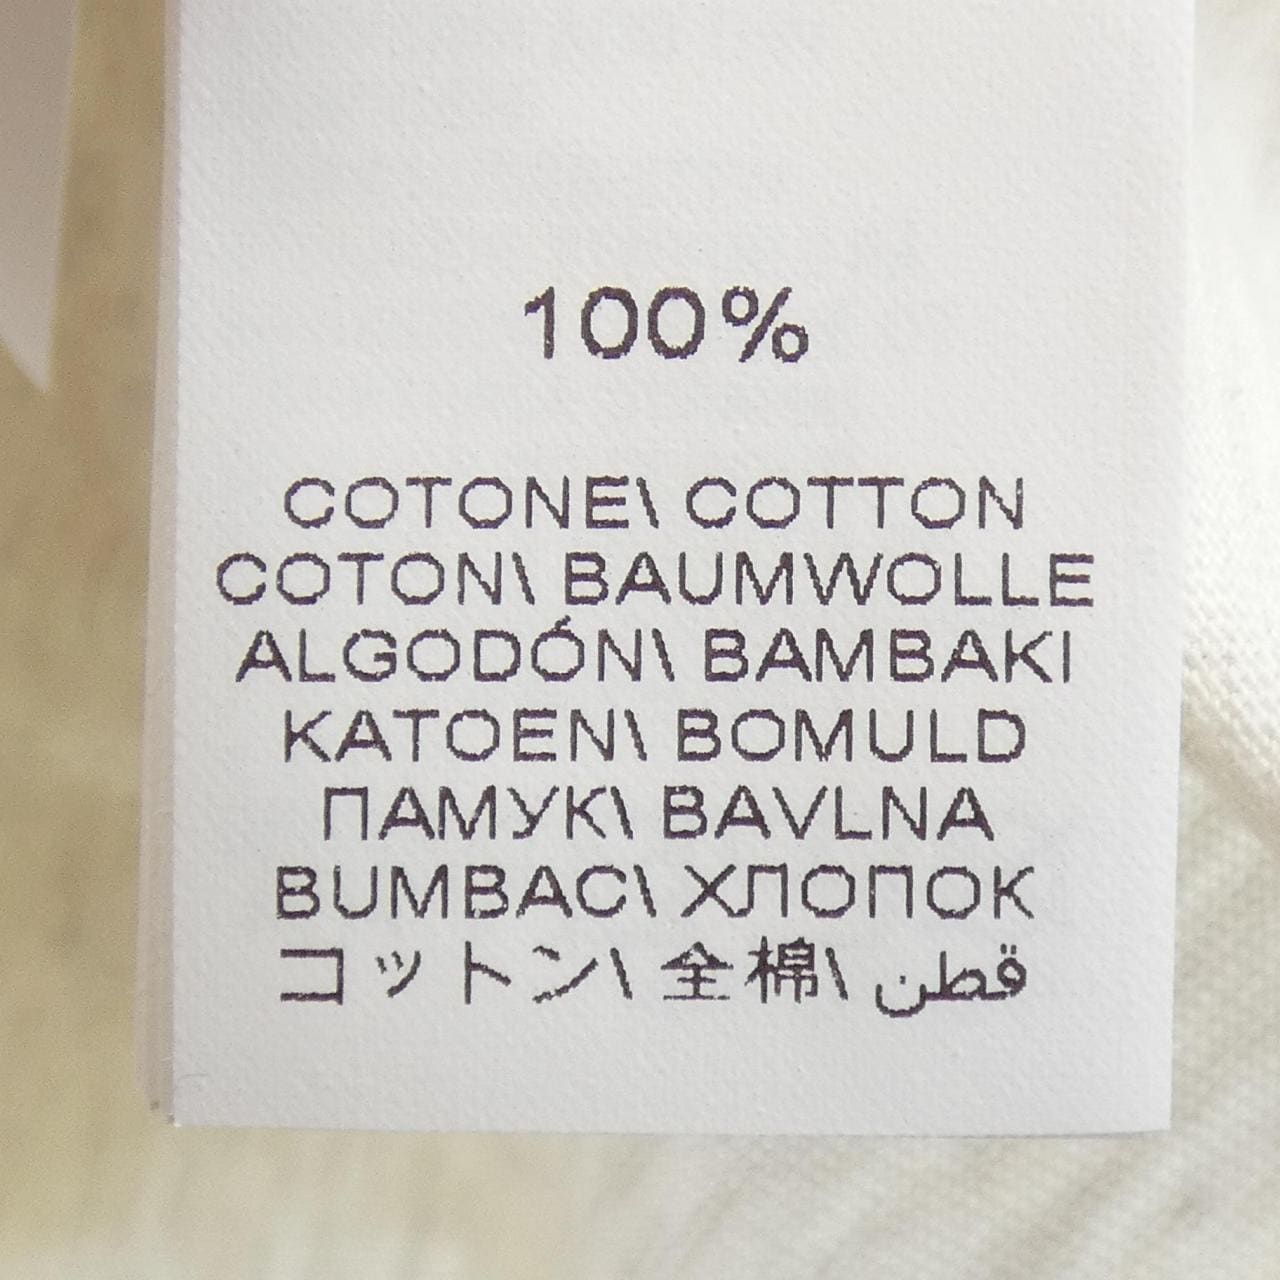 100%
COTONE\ COTTON
COTON\ BAUMWOLLE
ALGODÓN\ BAMBAKI
KATOEN\ BOMULD
ПАМУК\ BAVLNA
BUMBAC\ ХЛОПОК
コットン\ 全棉\ قطن